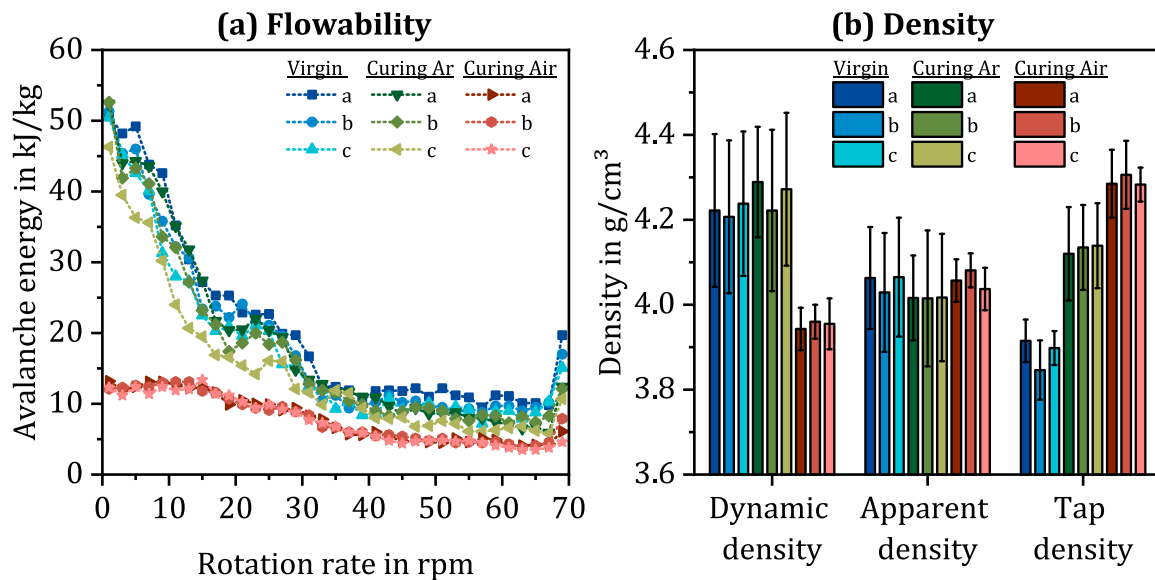 (a) Flowability
Avalanche energy in kJ/kg
60
50
40
30
20
10
0
Virgin Curing Ar Curing Air
a a a
b b b
c c c
0 10 20 30 40 50 60 70
Rotation rate in rpm
(b) Density
Density in g/cm³
4.6
4.4
4.2
4.0
3.8
3.6
Virgin Curing Ar Curing Air
a a a
b b b
c c c
Dynamic Apparent Tap
density density density